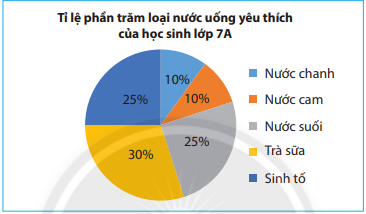 Tỉ lệ phần trăm loại nước uống yêu thích
của học sinh lớp 7A
10%
10%
25%
30%
25%
Nước chanh
Nước cam
Nước suối
Trà sữa
Sinh tố